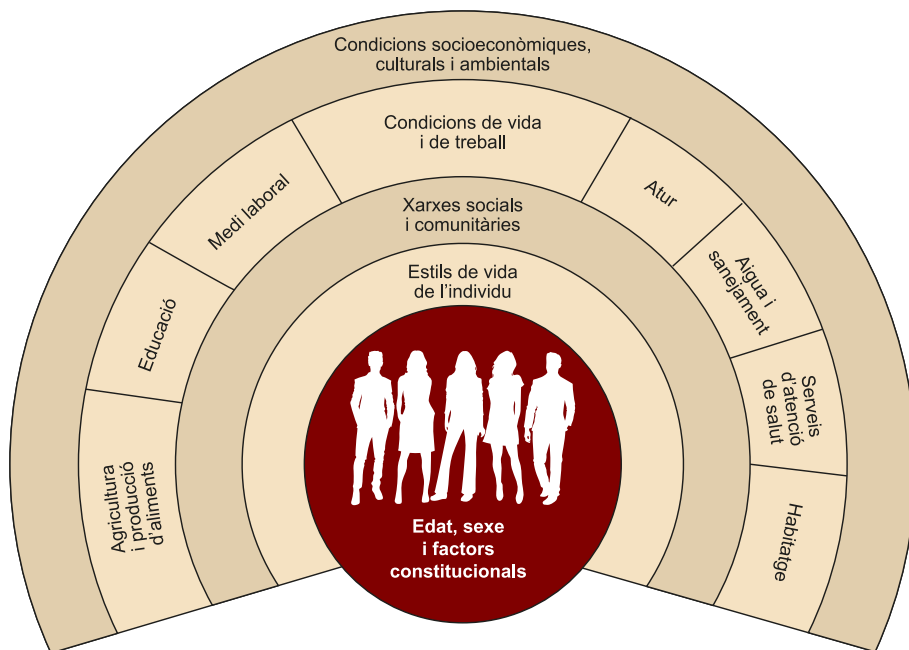 Condicions socioeconòmiques,
culturals i ambientals
Condicions de vida
i de treball
Medi laboral
Educació
Agricultura
i producció
d'aliments
Atur
Aigua i
sanejament
Serveis
d'atenció
de salut
Habitatge
Xarxes socials
i comunitàries
Estils de vida
de l'individu
Edat, sexe
i factors
constitucionals